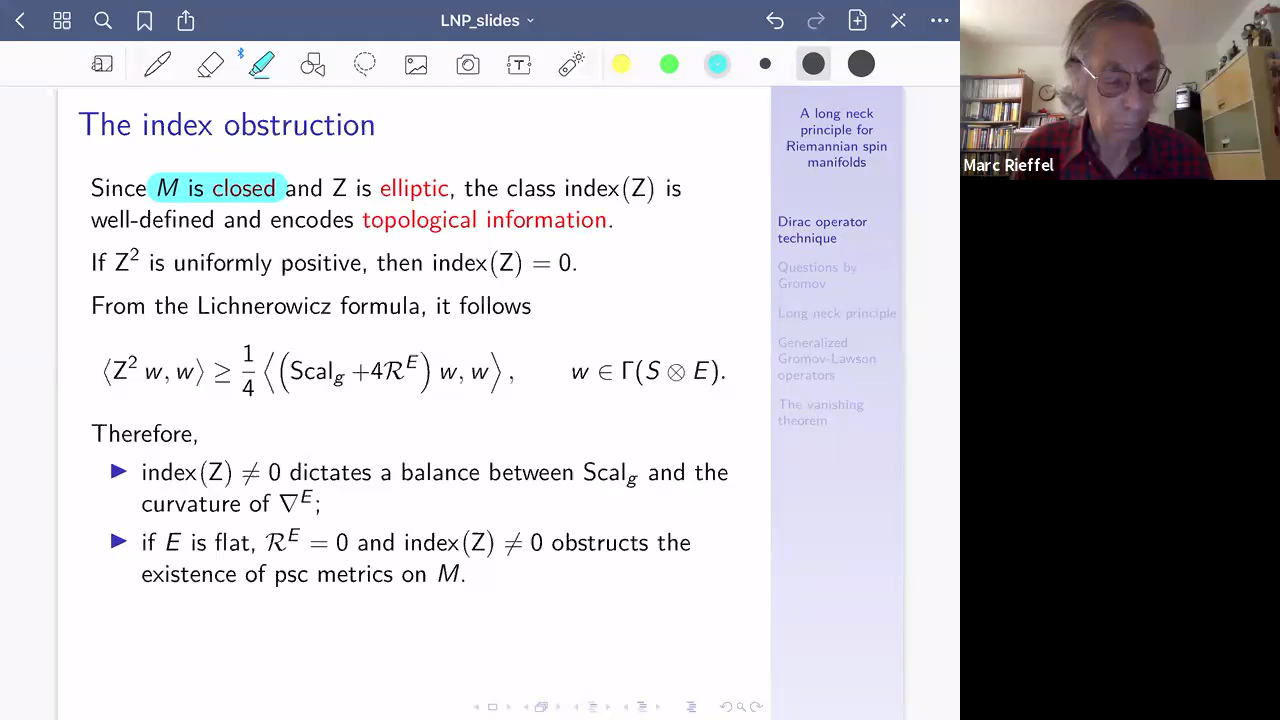 LNP_slides
T
The index obstruction
Since M is closed and Z is elliptic, the class index(Z) is
well-defined and encodes topological information.
If Z² is uniformly positive, then index(Z) = 0.
From the Lichnerowicz formula, it follows
⟨Z² w, w⟩ ≥ 1/4 ⟨(Scal_g +4ℛ^E) w, w⟩, w ∈ Γ(S ⊗ E).
Therefore,
▶ index(Z) ≠ 0 dictates a balance between Scal_g and the
curvature of ∇^E;
▶ if E is flat, ℛ^E = 0 and index(Z) ≠ 0 obstructs the
existence of psc metrics on M.
A long neck
principle for
Riemannian spin
manifolds
Dirac operator
technique
Questions by
Gromov
Long neck principle
Generalized
Gromov-Lawson
operators
The vanishing
theorem
Marc Rieffel